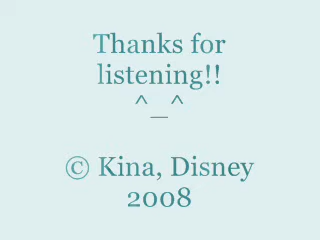 Thanks for
listening!!
^_^
© Kina, Disney
2008